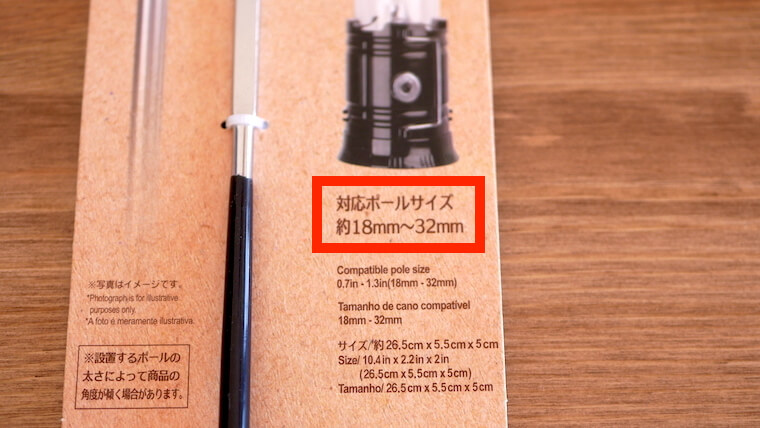 対応ポールサイズ
約18mm～32mm
Compatible pole size
0.7in - 1.3in(18mm - 32mm)
Tamanho de cano compatível
18mm - 32mm
サイズ/約26.5cm x 5.5cm x 5cm
Size/ 10.4in x 2.2in x 2in
(26.5cm x 5.5cm x 5cm)
Tamanho/ 26.5cm x 5.5cm x 5cm
※写真はイメージです。
*Photograph is for illustrative
purposes only.
*A foto é meramente illustrativa.
※設置するポールの
太さによって商品の
角度が傾く場合があります。